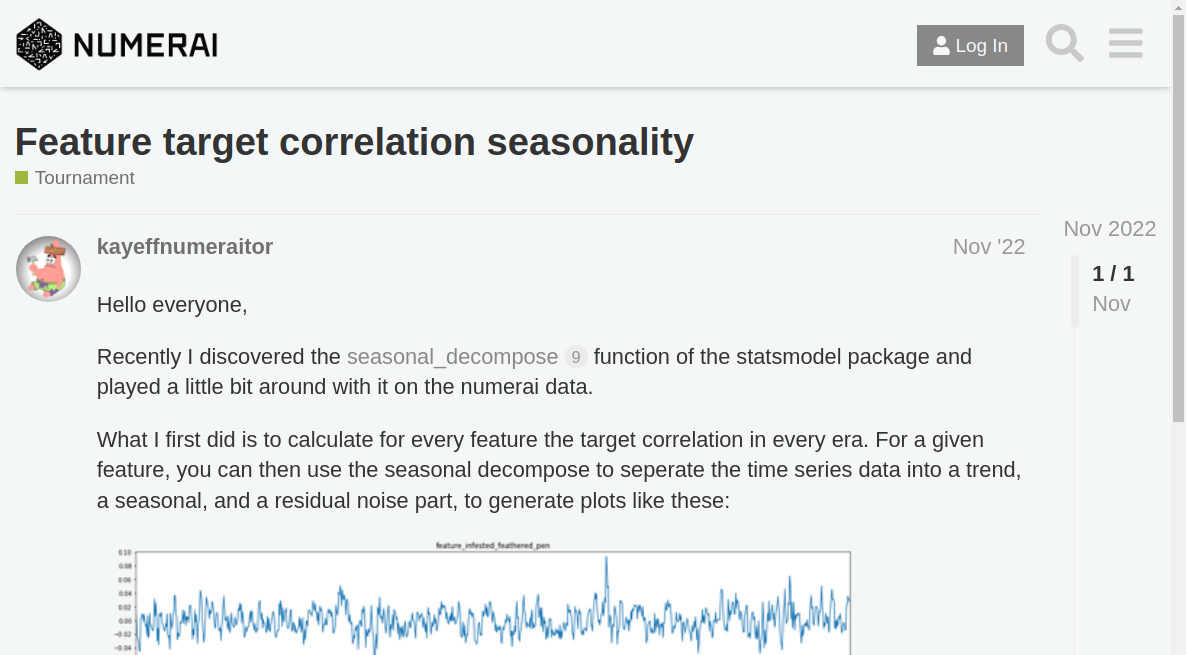 NUMERAI
Log In
Feature target correlation seasonality
Tournament
Nov 2022
kayeffnumeraitor
Nov '22
1 / 1
Nov
Hello everyone,
Recently I discovered the seasonal_decompose 9 function of the statsmodel package and
played a little bit around with it on the numerai data.
What I first did is to calculate for every feature the target correlation in every era. For a given
feature, you can then use the seasonal decompose to seperate the time series data into a trend,
a seasonal, and a residual noise part, to generate plots like these:
feature_infested_feathered_pen
0.10
0.08
0.06
0.04
0.02
0.00
−0.02
−0.04